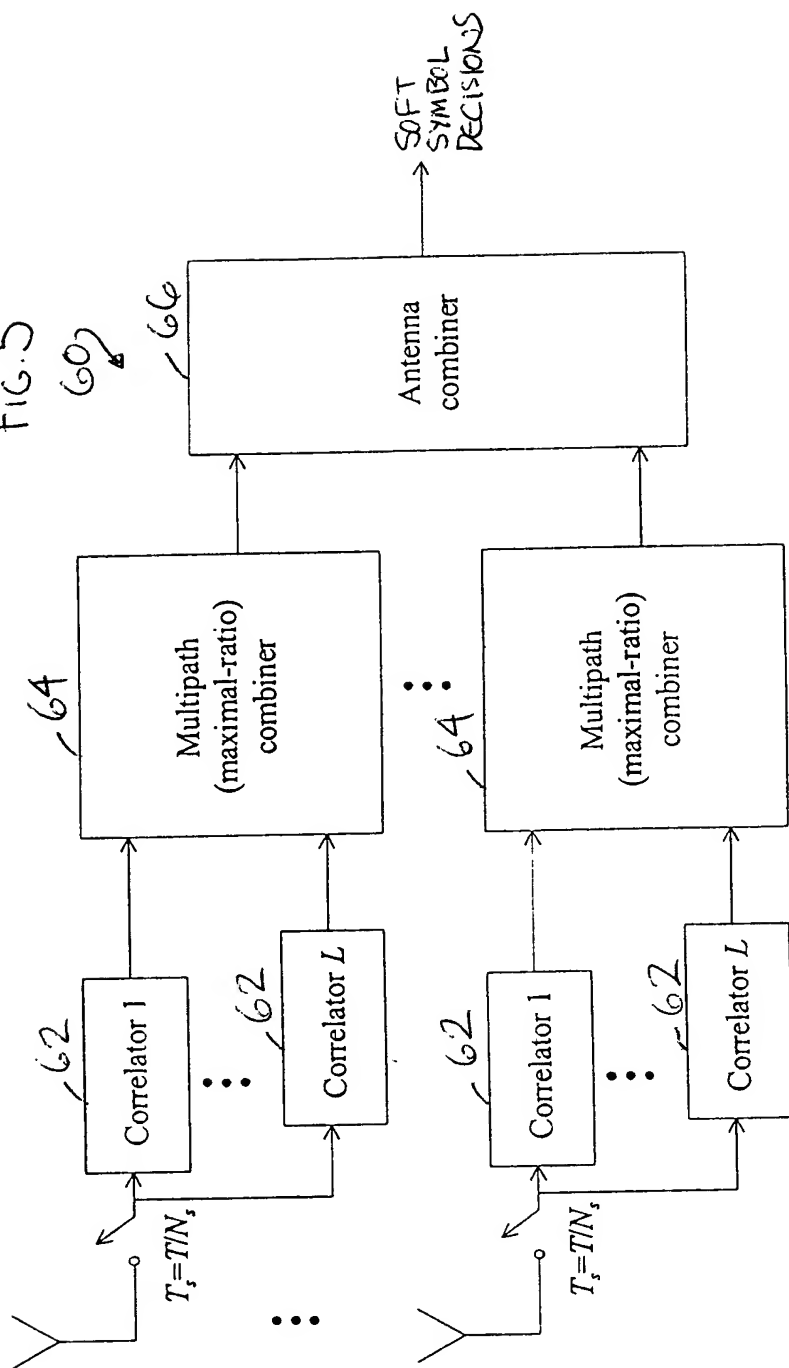 FIG. 5
60
66
Antenna
combiner
SOFT
SYMBOL
DECISIONS
64
Multipath
(maximal-ratio)
combiner
64
Multipath
(maximal-ratio)
combiner
62
Correlator 1
62
Correlator L
62
Correlator 1
62
Correlator L
T_s=T/N_s
T_s=T/N_s